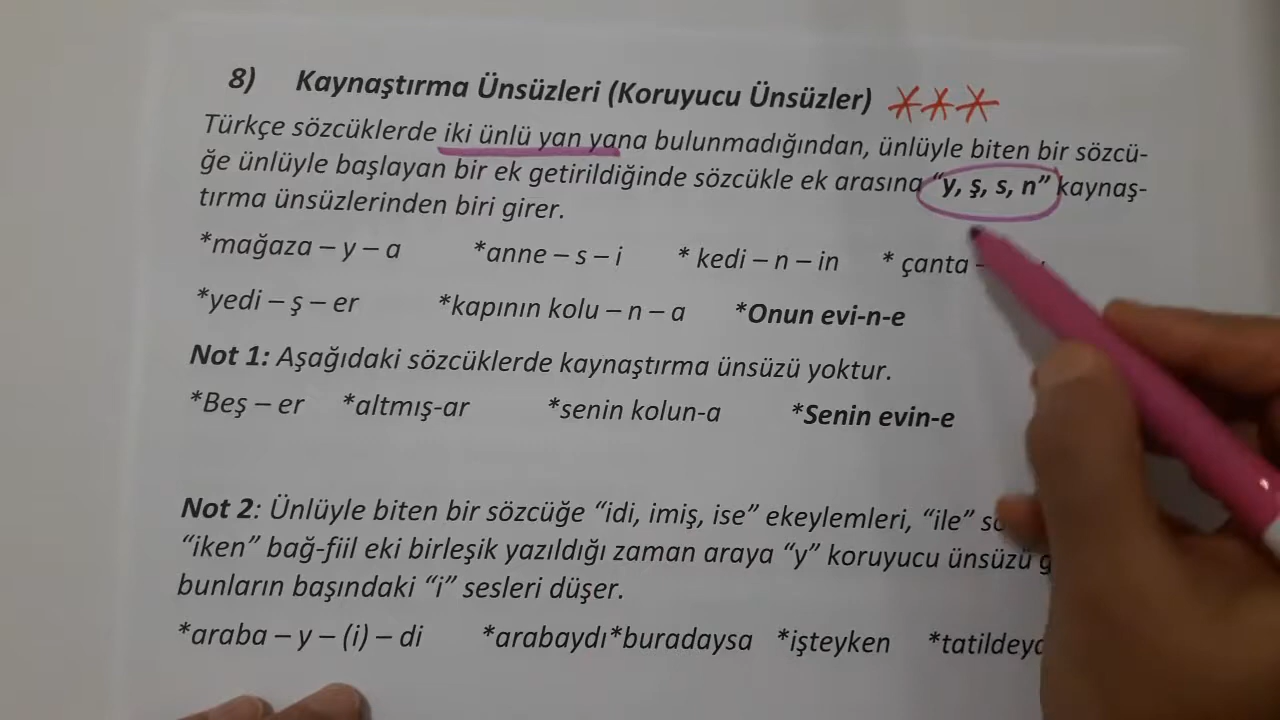 8) Kaynaştırma Ünsüzleri (Koruyucu Ünsüzler)
Türkçe sözcüklerde iki ünlü yan yana bulunmadığından, ünlüyle biten bir sözcü-
ğe ünlüyle başlayan bir ek getirildiğinde sözcükle ek arasına "y, ş, s, n" kaynaş-
tırma ünsüzlerinden biri girer.
*mağaza – y – a *anne – s – i * kedi – n – in * çanta –
*yedi – ş – er *kapının kolu – n – a *Onun evi-n-e
Not 1: Aşağıdaki sözcüklerde kaynaştırma ünsüzü yoktur.
*Beş – er *altmış-ar *senin kolun-a *Senin evin-e
Not 2: Ünlüyle biten bir sözcüğe "idi, imiş, ise" ekeylemleri, "ile"
"iken" bağ-fiil eki birleşik yazıldığı zaman araya "y" koruyucu ünsüzü
bunların başındaki "i" sesleri düşer.
*araba – y – (i) – di *arabaydı*buradaysa *işteyken